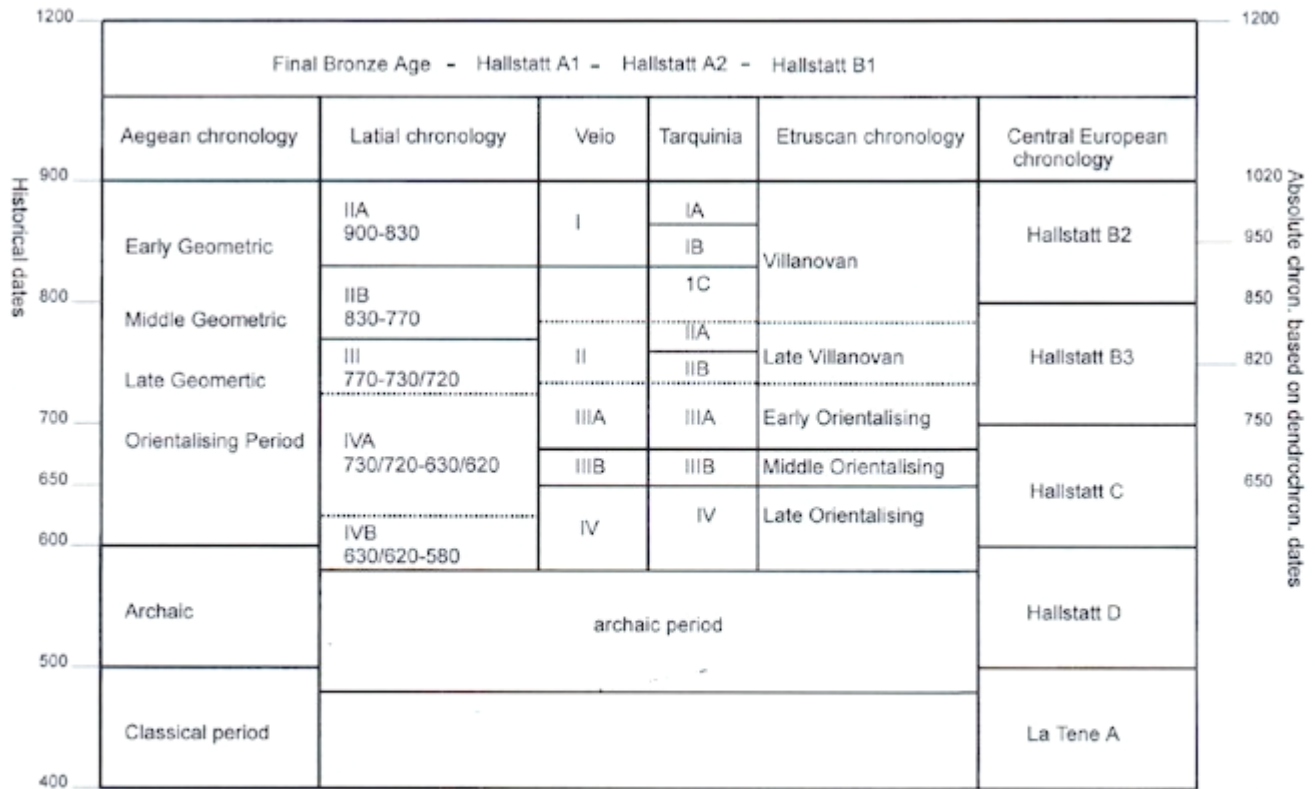 1200
1200
Final Bronze Age - Hallstatt A1 - Hallstatt A2 - Hallstatt B1
Aegean chronology
Latial chronology
Veio
Tarquinia
Etruscan chronology
Central European
chronology
Historical dates
900
800
700
650
600
500
400
Early Geometric
Middle Geometric
Late Geomertic
Orientalising Period
Archaic
Classical period
IIA
900-830
IIB
830-770
III
770-730/720
IVA
730/720-630/620
IVB
630/620-580
I
II
IIIA
IIIB
IV
IA
IB
1C
IIA
IIB
IIIA
IIIB
IV
Villanovan
Late Villanovan
Early Orientalising
Middle Orientalising
Late Orientalising
archaic period
Hallstatt B2
Hallstatt B3
Hallstatt C
Hallstatt D
La Tene A
1020
950
850
820
750
650
Absolute chron. based on dendrochron. dates